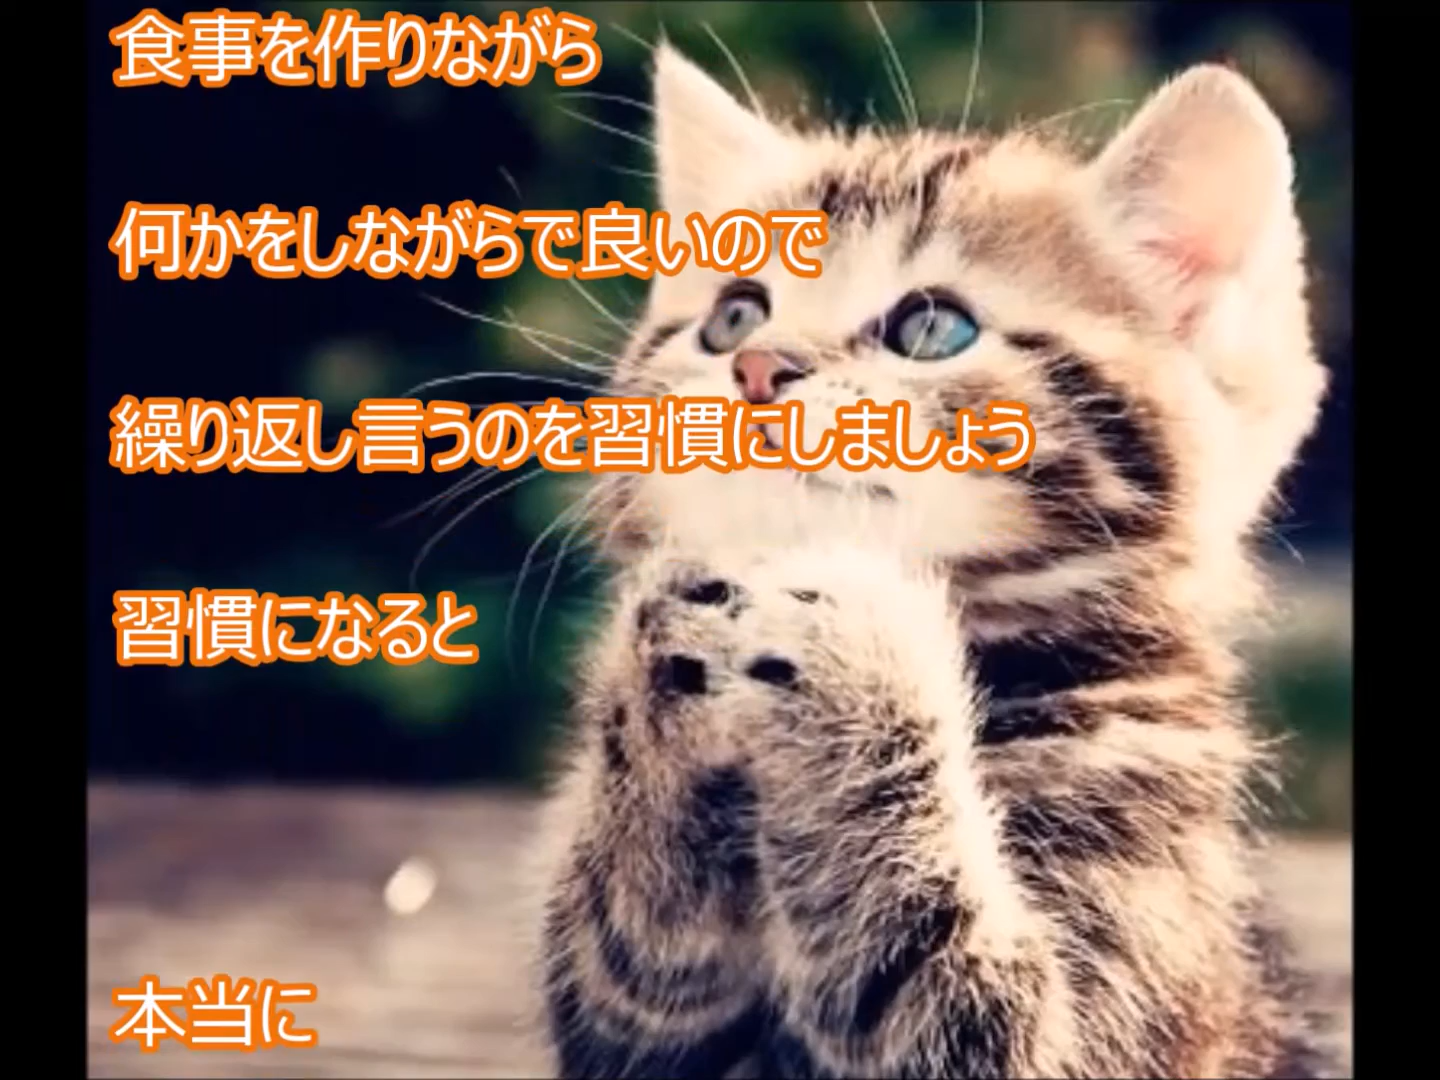 食事を作りながら
何かをしながらで良いので
繰り返し言うのを習慣にしましょう
習慣になると
本当に